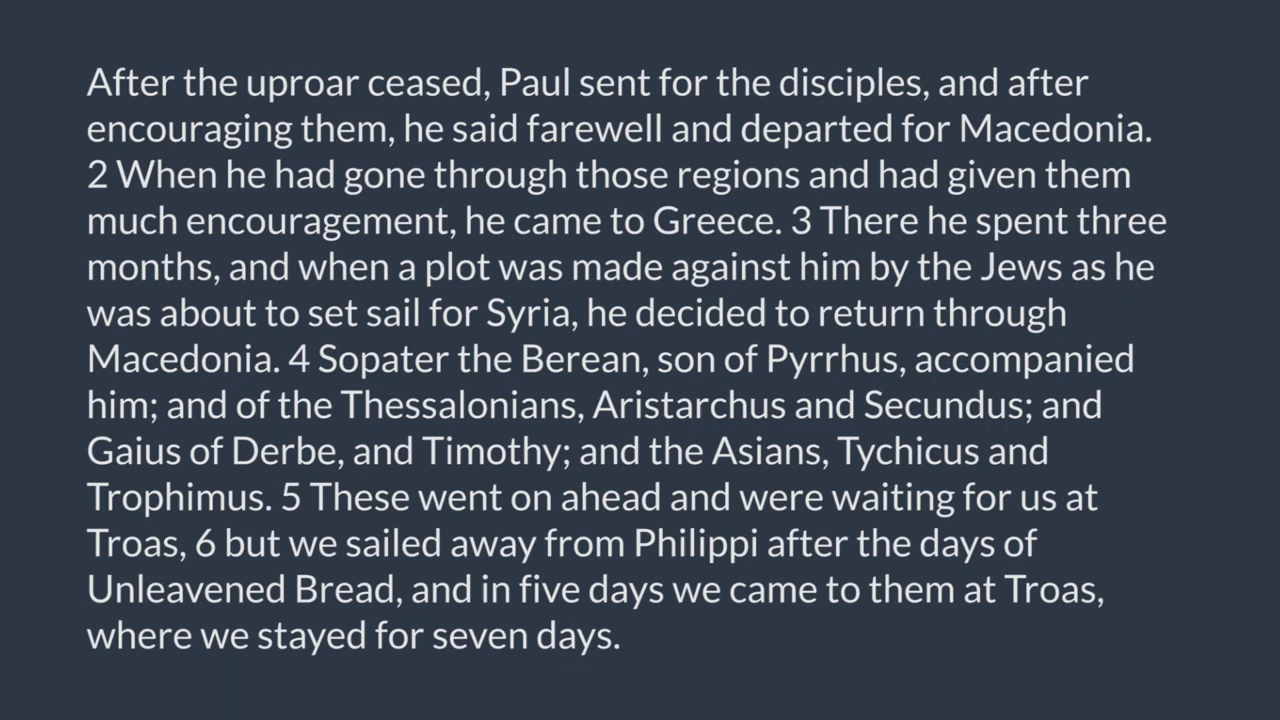 After the uproar ceased, Paul sent for the disciples, and after
encouraging them, he said farewell and departed for Macedonia.
2 When he had gone through those regions and had given them
much encouragement, he came to Greece. 3 There he spent three
months, and when a plot was made against him by the Jews as he
was about to set sail for Syria, he decided to return through
Macedonia. 4 Sopater the Berean, son of Pyrrhus, accompanied
him; and of the Thessalonians, Aristarchus and Secundus; and
Gaius of Derbe, and Timothy; and the Asians, Tychicus and
Trophimus. 5 These went on ahead and were waiting for us at
Troas, 6 but we sailed away from Philippi after the days of
Unleavened Bread, and in five days we came to them at Troas,
where we stayed for seven days.